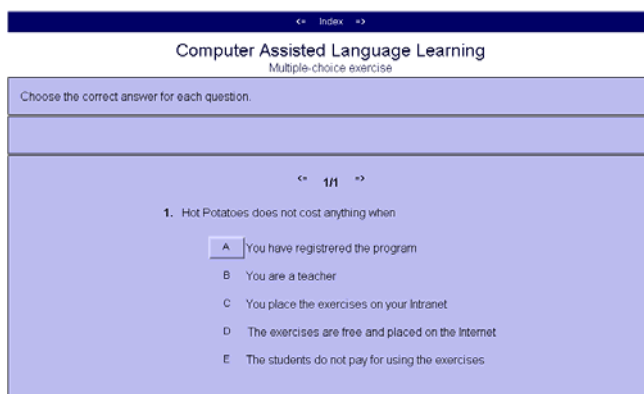 <= Index =>
Computer Assisted Language Learning
Multiple-choice exercise
Choose the correct answer for each question.
<= 1/1 =>
1. Hot Potatoes does not cost anything when
A You have registrered the program
B You are a teacher
C You place the exercises on your Intranet
D The exercises are free and placed on the Internet
E The students do not pay for using the exercises